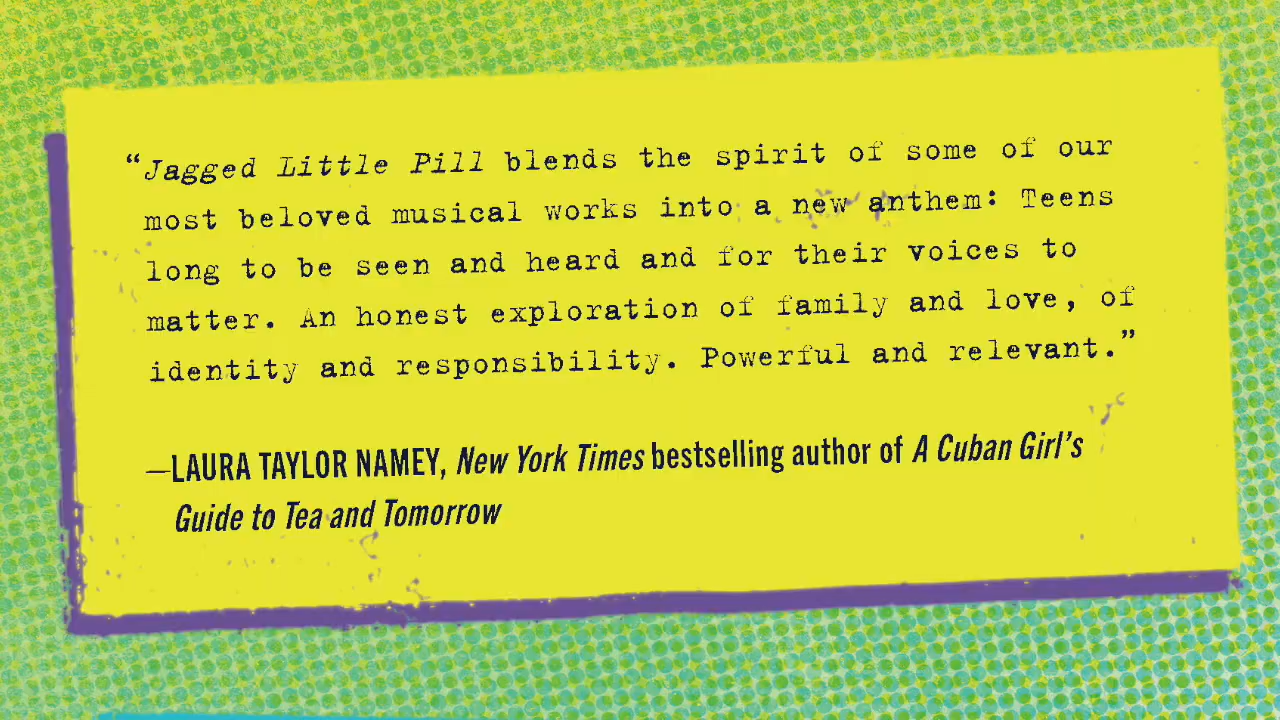 “Jagged Little Pill blends the spirit of some of our
most beloved musical works into a new anthem: Teens
long to be seen and heard and for their voices to
matter. An honest exploration of family and love, of
identity and responsibility. Powerful and relevant.”
—LAURA TAYLOR NAMEY, New York Times bestselling author of A Cuban Girl’s
Guide to Tea and Tomorrow